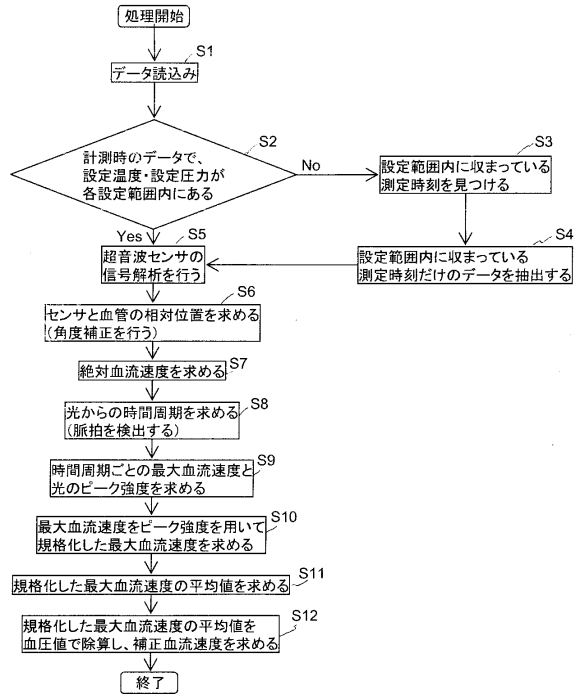 処理開始
S1
データ読込み
S2
計測時のデータで、
設定温度・設定圧力が
各設定範囲内にある
No
S3
設定範囲内に収まっている
測定時刻を見つける
S4
設定範囲内に収まっている
測定時刻だけのデータを抽出する
Yes
S5
超音波センサの
信号解析を行う
S6
センサと血管の相対位置を求める
(角度補正を行う)
S7
絶対血流速度を求める
S8
光からの時間周期を求める
(脈拍を検出する)
S9
時間周期ごとの最大血流速度と
光のピーク強度を求める
S10
最大血流速度をピーク強度を用いて
規格化した最大血流速度を求める
S11
規格化した最大血流速度の平均値を求める
S12
規格化した最大血流速度の平均値を
血圧値で除算し、補正血流速度を求める
終了